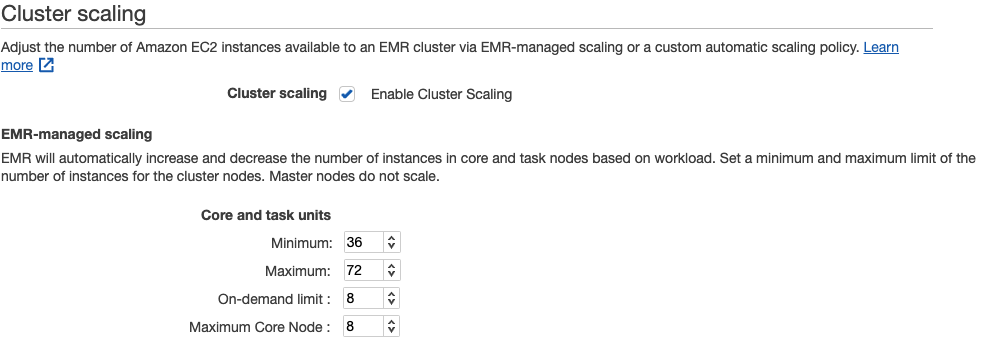 Cluster scaling
Adjust the number of Amazon EC2 instances available to an EMR cluster via EMR-managed scaling or a custom automatic scaling policy. Learn
more
Cluster scaling Enable Cluster Scaling
EMR-managed scaling
EMR will automatically increase and decrease the number of instances in core and task nodes based on workload. Set a minimum and maximum limit of the
number of instances for the cluster nodes. Master nodes do not scale.
Core and task units
Minimum: 36
Maximum: 72
On-demand limit : 8
Maximum Core Node : 8